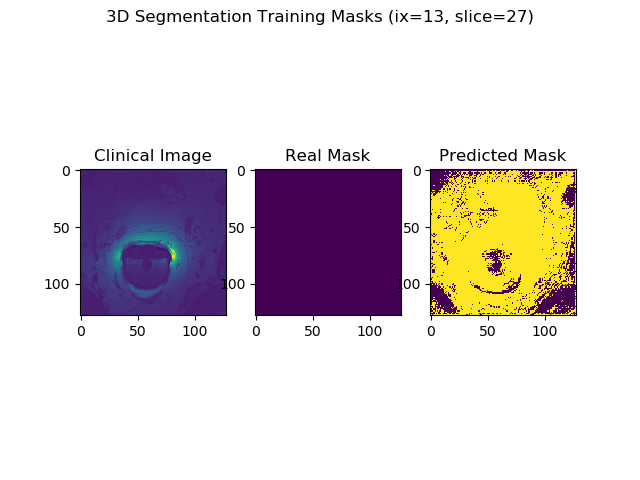 3D Segmentation Training Masks (ix=13, slice=27)
Clinical Image Real Mask Predicted Mask
0 0 0
50 50 50
100 100 100
0 50 100 0 50 100 0 50 100